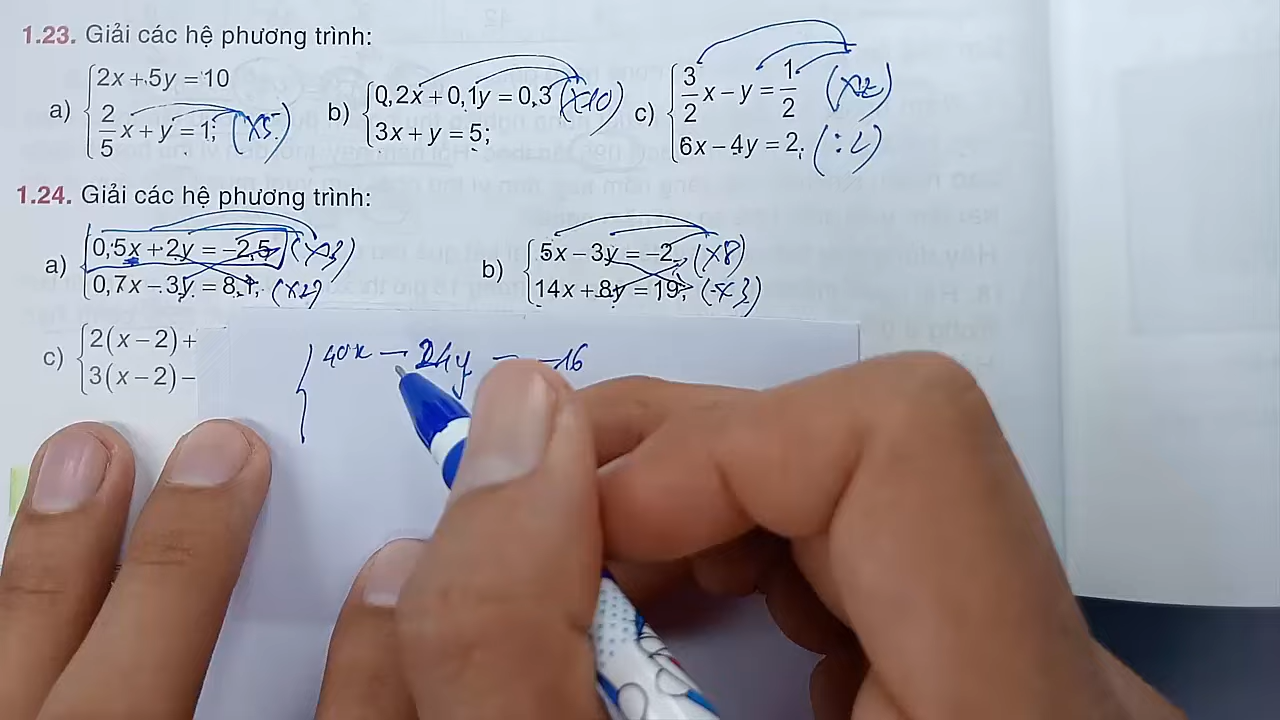 1.23. Giải các hệ phương trình:
a) 2x + 5y = 10
2/5 x + y = 1; (x5)
b) 0,2x + 0,1y = 0,3 (x10)
3x + y = 5;
c) 3/2 x − y = 1/2 (x2)
6x − 4y = 2. (:2)
1.24. Giải các hệ phương trình:
a) 0,5x + 2y = −2,5 (x3)
0,7x − 3y = 8,1; (x2)
b) 5x − 3y = −2 (x8)
14x + 8y = 19; (x3)
c) 2(x − 2) +
3(x − 2) −
40x − 24y = −16